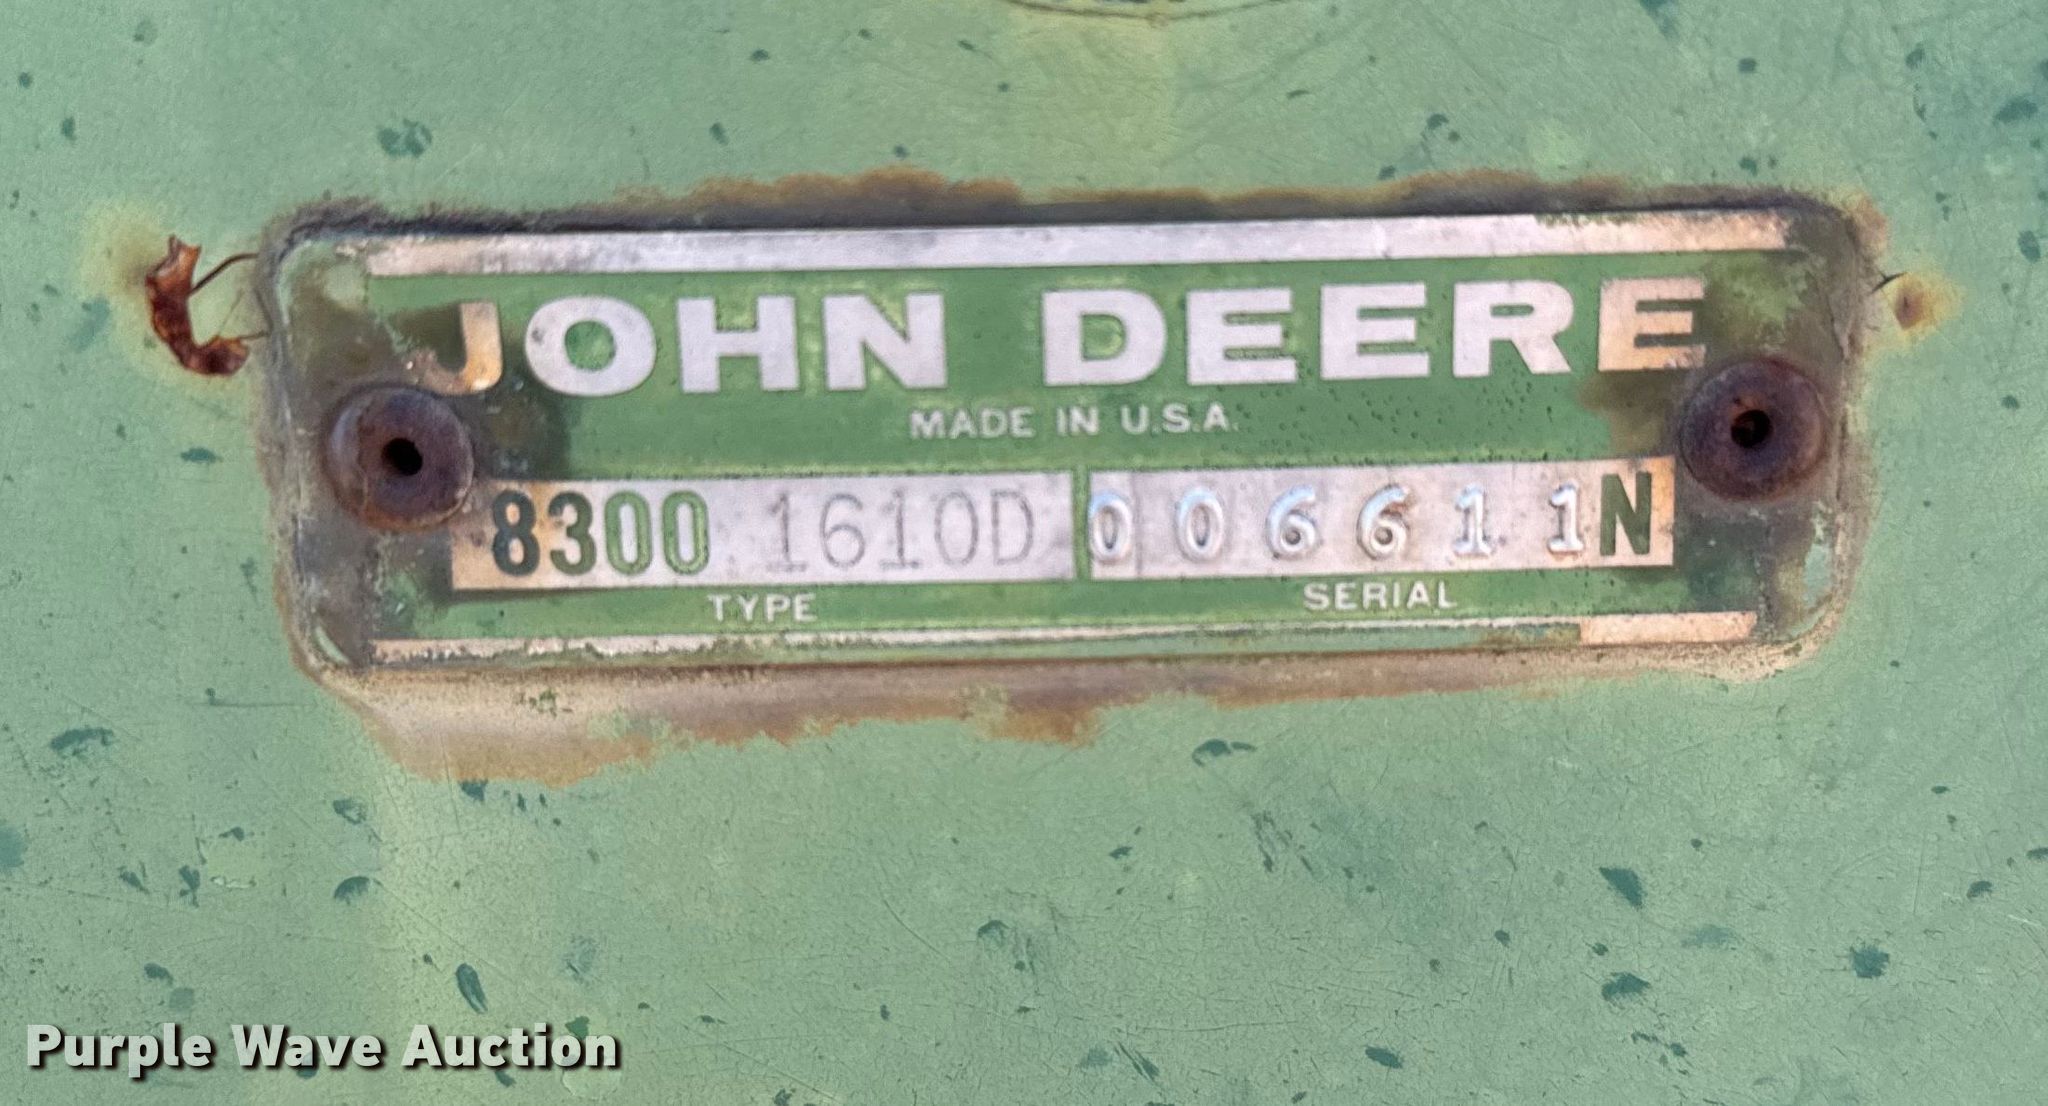 JOHN DEERE
MADE IN U.S.A.
8300 1610D 006611N
TYPE SERIAL
Purple Wave Auction